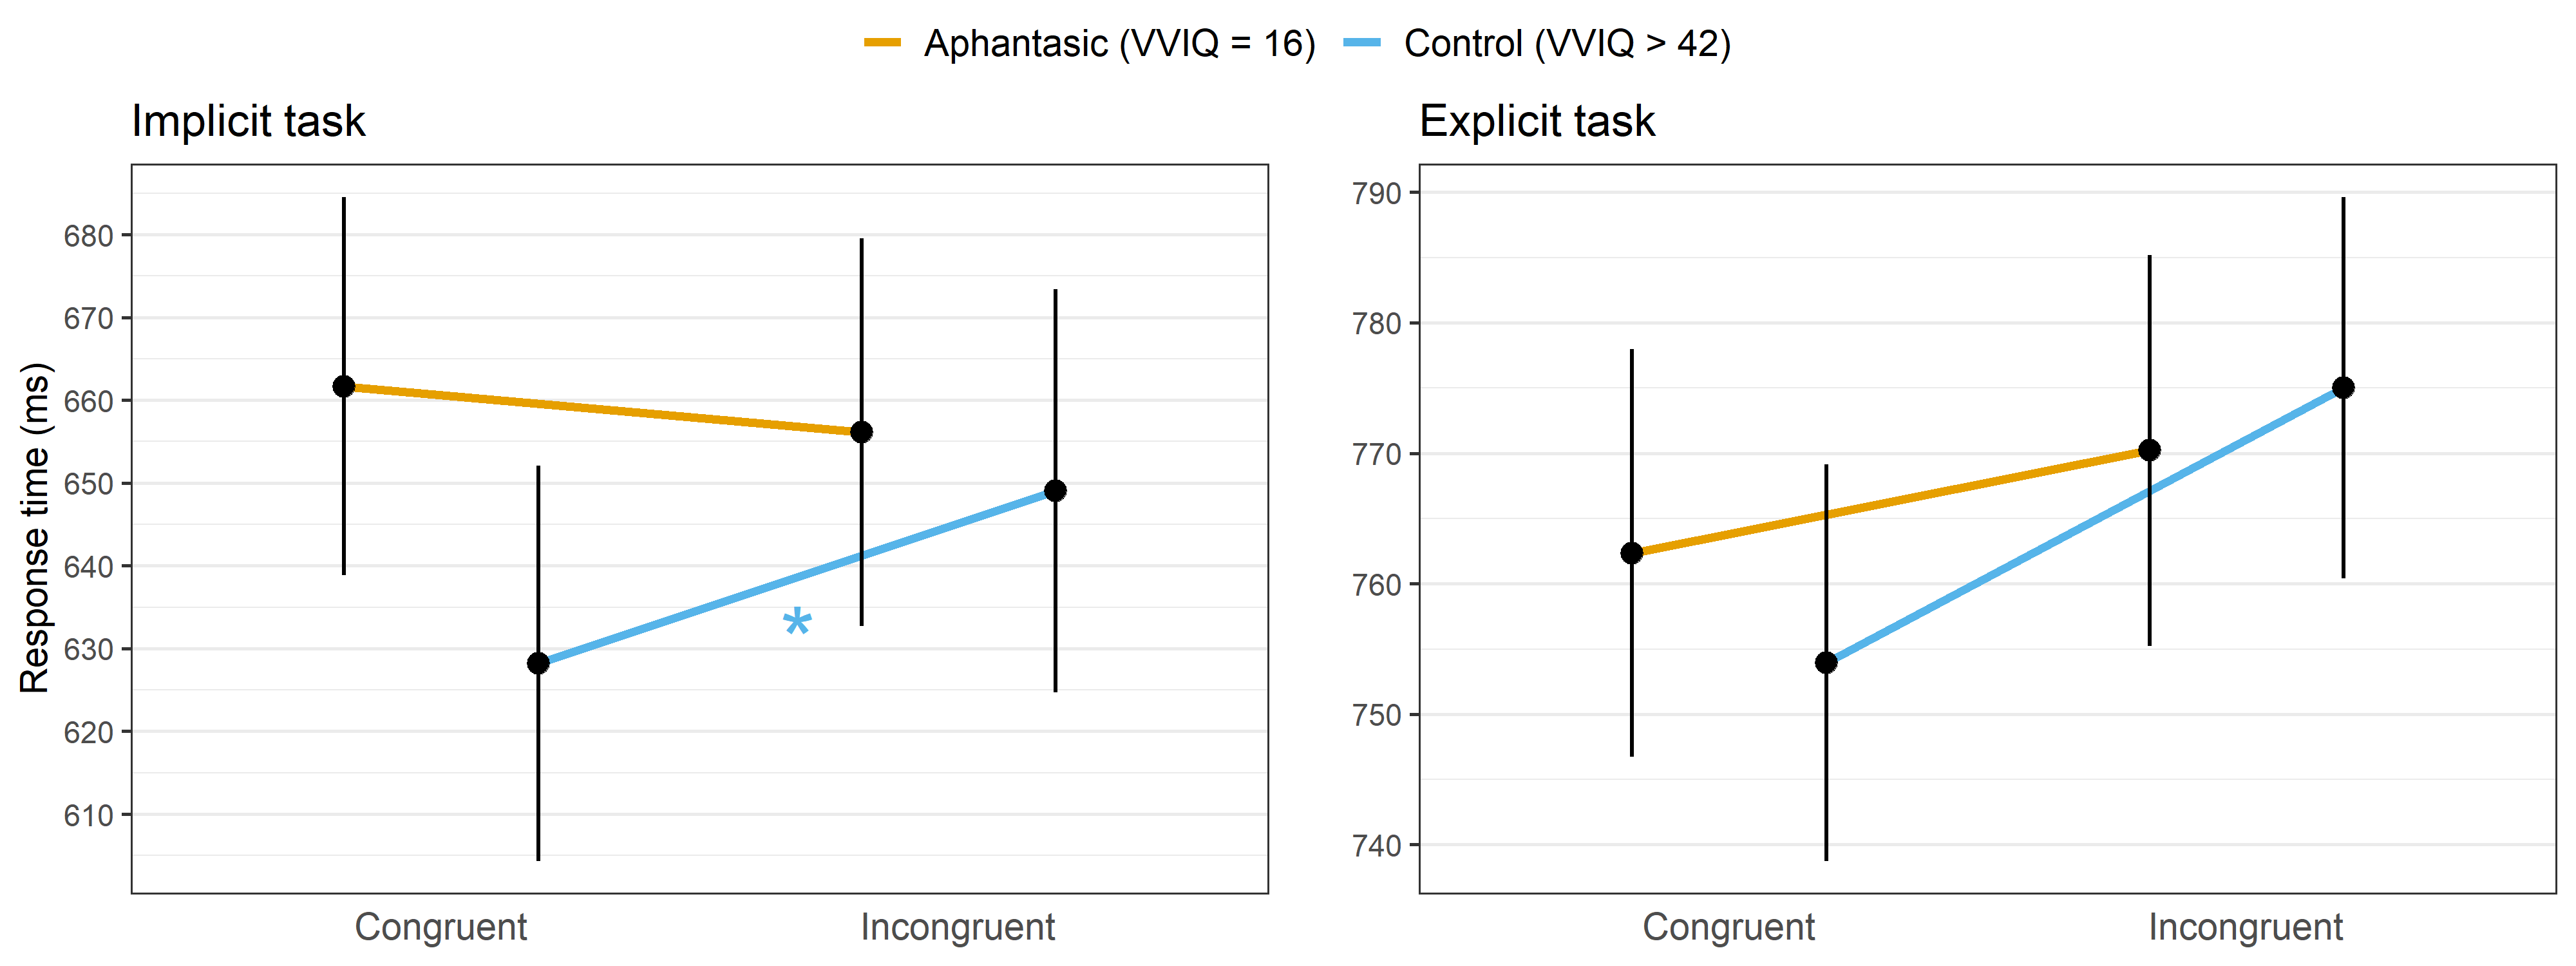 Aphantasic (VVIQ = 16) Control (VVIQ > 42)
Implicit task
Response time (ms)
680
670
660
650
640
630
620
610
*
Congruent Incongruent
Explicit task
790
780
770
760
750
740
Congruent Incongruent